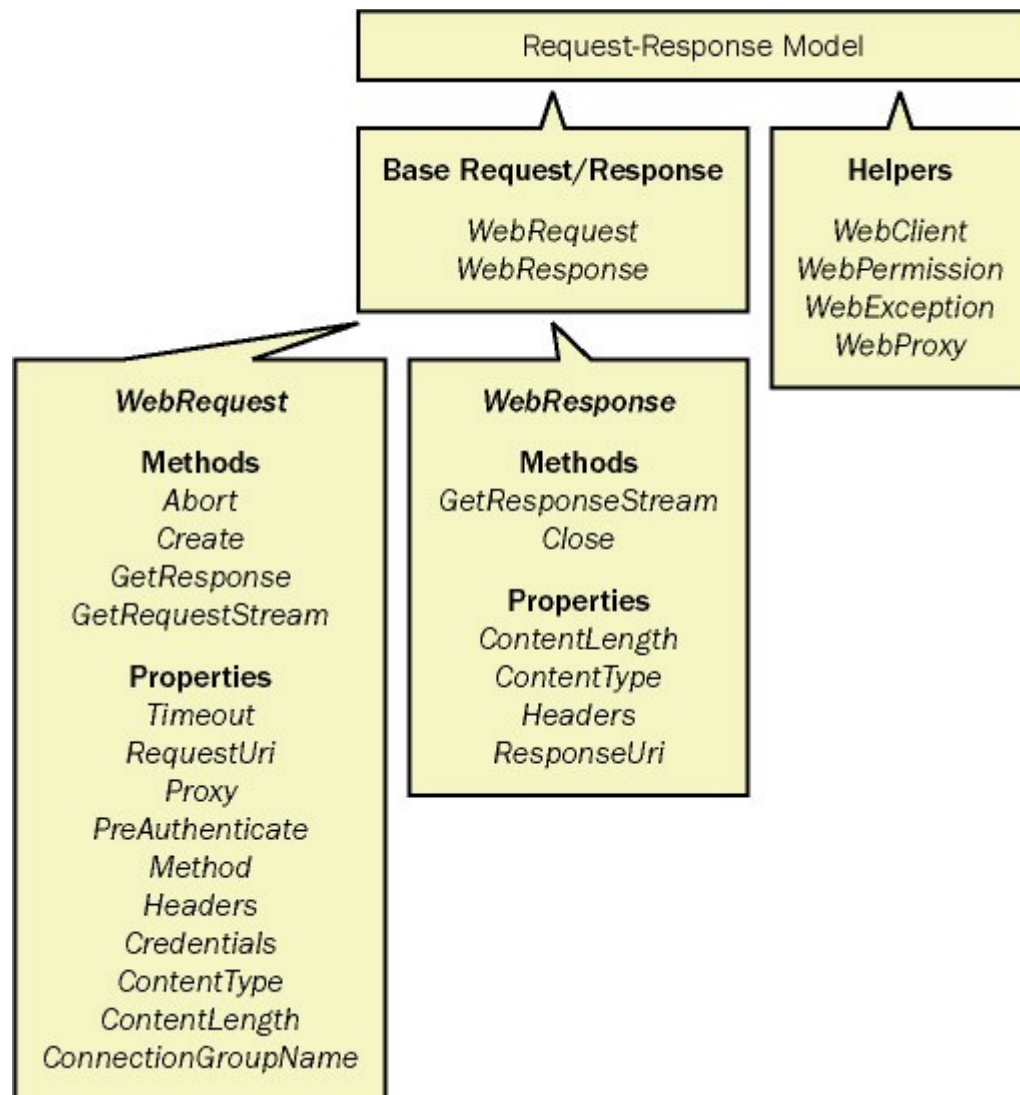 Request-Response Model
Base Request/Response
WebRequest
WebResponse
Helpers
WebClient
WebPermission
WebException
WebProxy
WebRequest
Methods
Abort
Create
GetResponse
GetRequestStream
Properties
Timeout
RequestUri
Proxy
PreAuthenticate
Method
Headers
Credentials
ContentType
ContentLength
ConnectionGroupName
WebResponse
Methods
GetResponseStream
Close
Properties
ContentLength
ContentType
Headers
ResponseUri